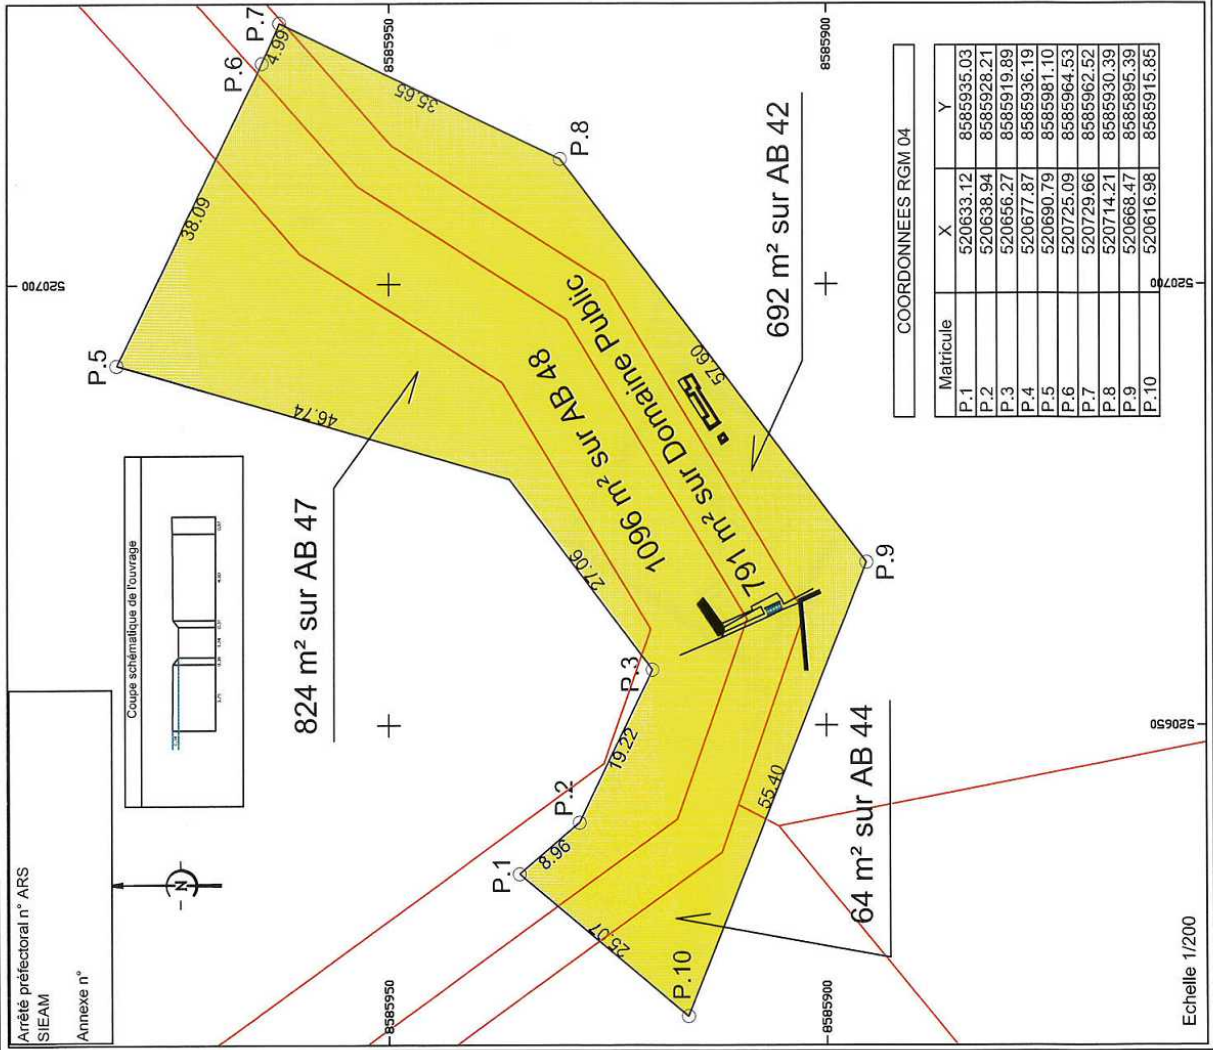 Arrêté préfectoral n° ARS
SIEAM
Annexe n°
Coupe schématique de l'ouvrage
N
520700
P.5
P.6
P.7
4.99
38.09
46.74
35.65
8585950
P.8
824 m² sur AB 47
27.06
1096 m² sur AB 48
791 m² sur Domaine Public
692 m² sur AB 42
57.60
8585900
P.1
P.2
P.3
8.96
19.22
25.07
P.10
55.40
P.9
64 m² sur AB 44
8585950
8585900
520700
520650
COORDONNEES RGM 04
Matricule X Y
P.1 520633.12 8585935.03
P.2 520638.94 8585928.21
P.3 520656.27 8585919.89
P.4 520677.87 8585936.19
P.5 520690.79 8585981.10
P.6 520725.09 8585964.53
P.7 520729.66 8585962.52
P.8 520714.21 8585930.39
P.9 520668.47 8585895.39
P.10 520616.98 8585915.85
Echelle 1/200